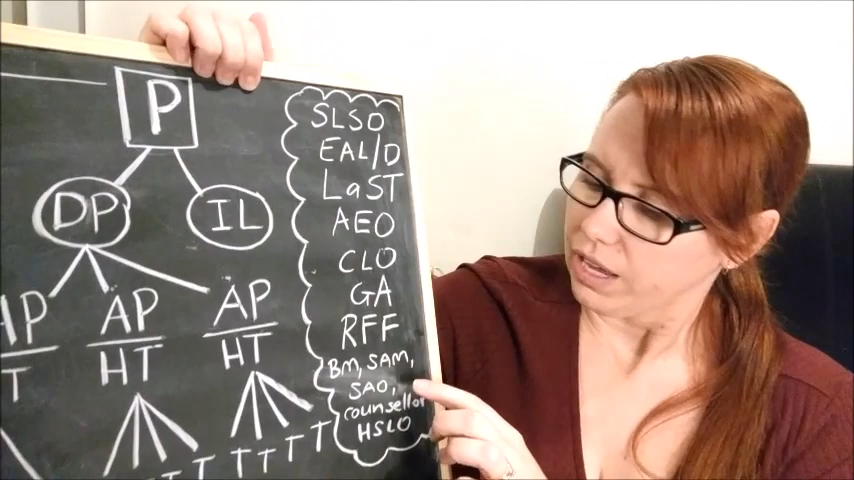 P
DP
IL
AP
AP
AP
HT
HT
T
T T T T T T
SLSO
EAL/D
LaST
AEO
CLO
GA
RFF
BM, SAM,
SAO,
counsellor
HSLO